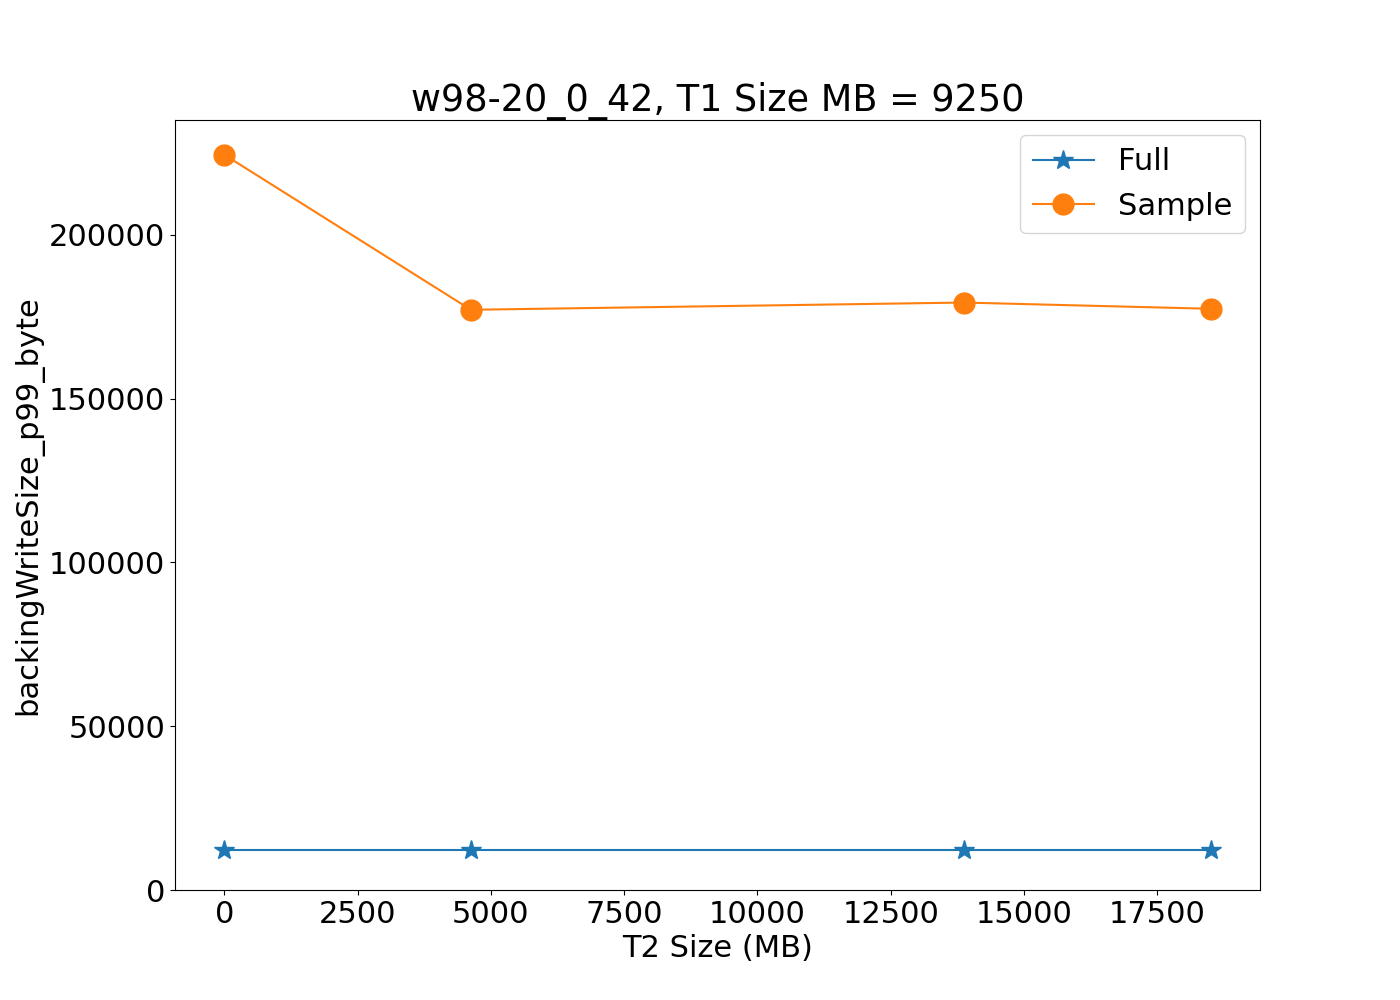 w98-20_0_42, T1 Size MB = 9250
Full
Sample
backingWriteSize_p99_byte
200000
150000
100000
50000
0
0 2500 5000 7500 10000 12500 15000 17500
T2 Size (MB)